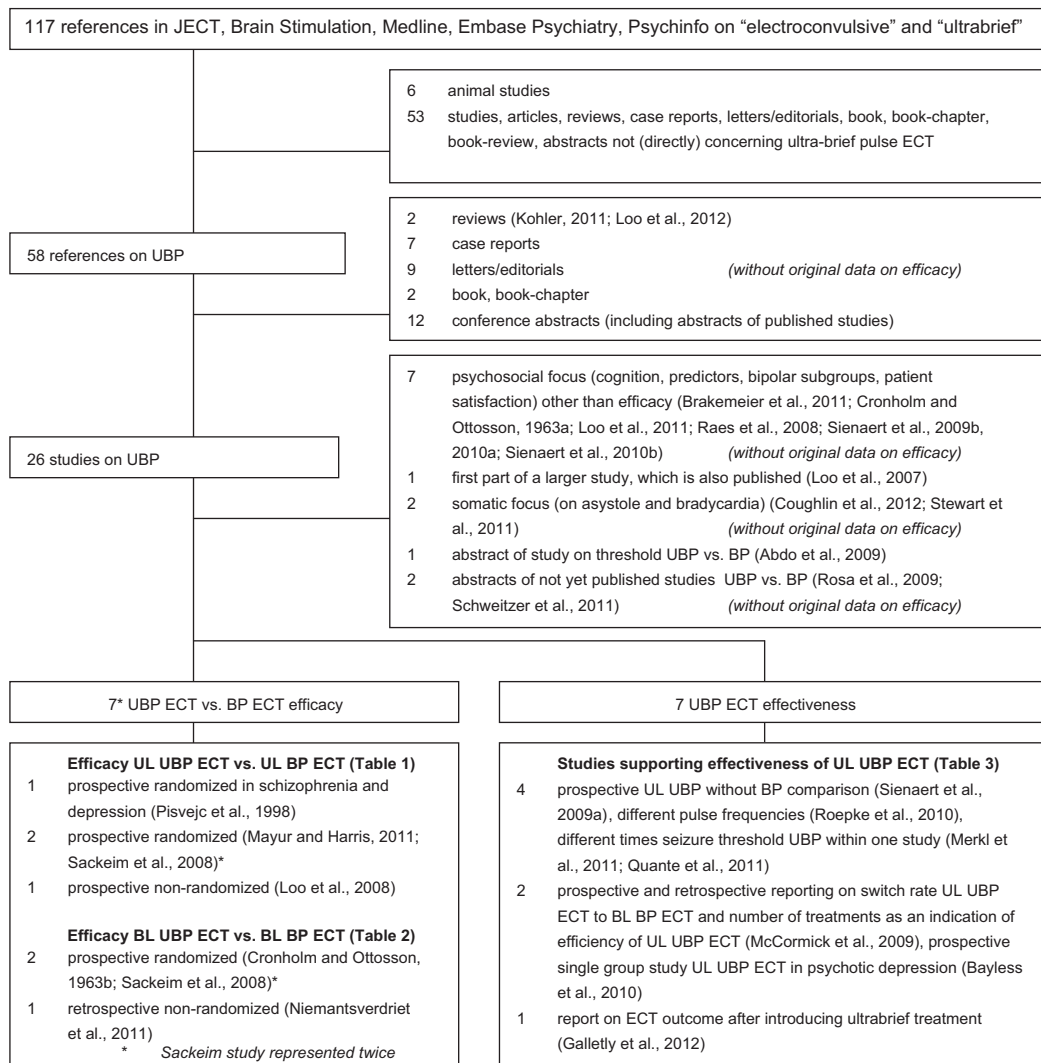 117 references in JECT, Brain Stimulation, Medline, Embase Psychiatry, Psychinfo on “electroconvulsive” and “ultrabrief”
6 animal studies
53 studies, articles, reviews, case reports, letters/editorials, book, book-chapter,
book-review, abstracts not (directly) concerning ultra-brief pulse ECT
58 references on UBP
2 reviews (Kohler, 2011; Loo et al., 2012)
7 case reports
9 letters/editorials (without original data on efficacy)
2 book, book-chapter
12 conference abstracts (including abstracts of published studies)
26 studies on UBP
7 psychosocial focus (cognition, predictors, bipolar subgroups, patient
satisfaction) other than efficacy (Brakemeier et al., 2011; Cronholm and
Ottosson, 1963a; Loo et al., 2011; Raes et al., 2008; Sienaert et al., 2009b,
2010a; Sienaert et al., 2010b) (without original data on efficacy)
1 first part of a larger study, which is also published (Loo et al., 2007)
2 somatic focus (on asystole and bradycardia) (Coughlin et al., 2012; Stewart et
al., 2011) (without original data on efficacy)
1 abstract of study on threshold UBP vs. BP (Abdo et al., 2009)
2 abstracts of not yet published studies UBP vs. BP (Rosa et al., 2009;
Schweitzer et al., 2011) (without original data on efficacy)
7* UBP ECT vs. BP ECT efficacy
Efficacy UL UBP ECT vs. UL BP ECT (Table 1)
1 prospective randomized in schizophrenia and
depression (Pisvejc et al., 1998)
2 prospective randomized (Mayur and Harris, 2011;
Sackeim et al., 2008)*
1 prospective non-randomized (Loo et al., 2008)
Efficacy BL UBP ECT vs. BL BP ECT (Table 2)
2 prospective randomized (Cronholm and Ottosson,
1963b; Sackeim et al., 2008)*
1 retrospective non-randomized (Niemantsverdriet
et al., 2011)
* Sackeim study represented twice
7 UBP ECT effectiveness
Studies supporting effectiveness of UL UBP ECT (Table 3)
4 prospective UL UBP without BP comparison (Sienaert et al.,
2009a), different pulse frequencies (Roepke et al., 2010),
different times seizure threshold UBP within one study (Merkl et
al., 2011; Quante et al., 2011)
2 prospective and retrospective reporting on switch rate UL UBP
ECT to BL BP ECT and number of treatments as an indication of
efficiency of UL UBP ECT (McCormick et al., 2009), prospective
single group study UL UBP ECT in psychotic depression (Bayless
et al., 2010)
1 report on ECT outcome after introducing ultrabrief treatment
(Galletly et al., 2012)